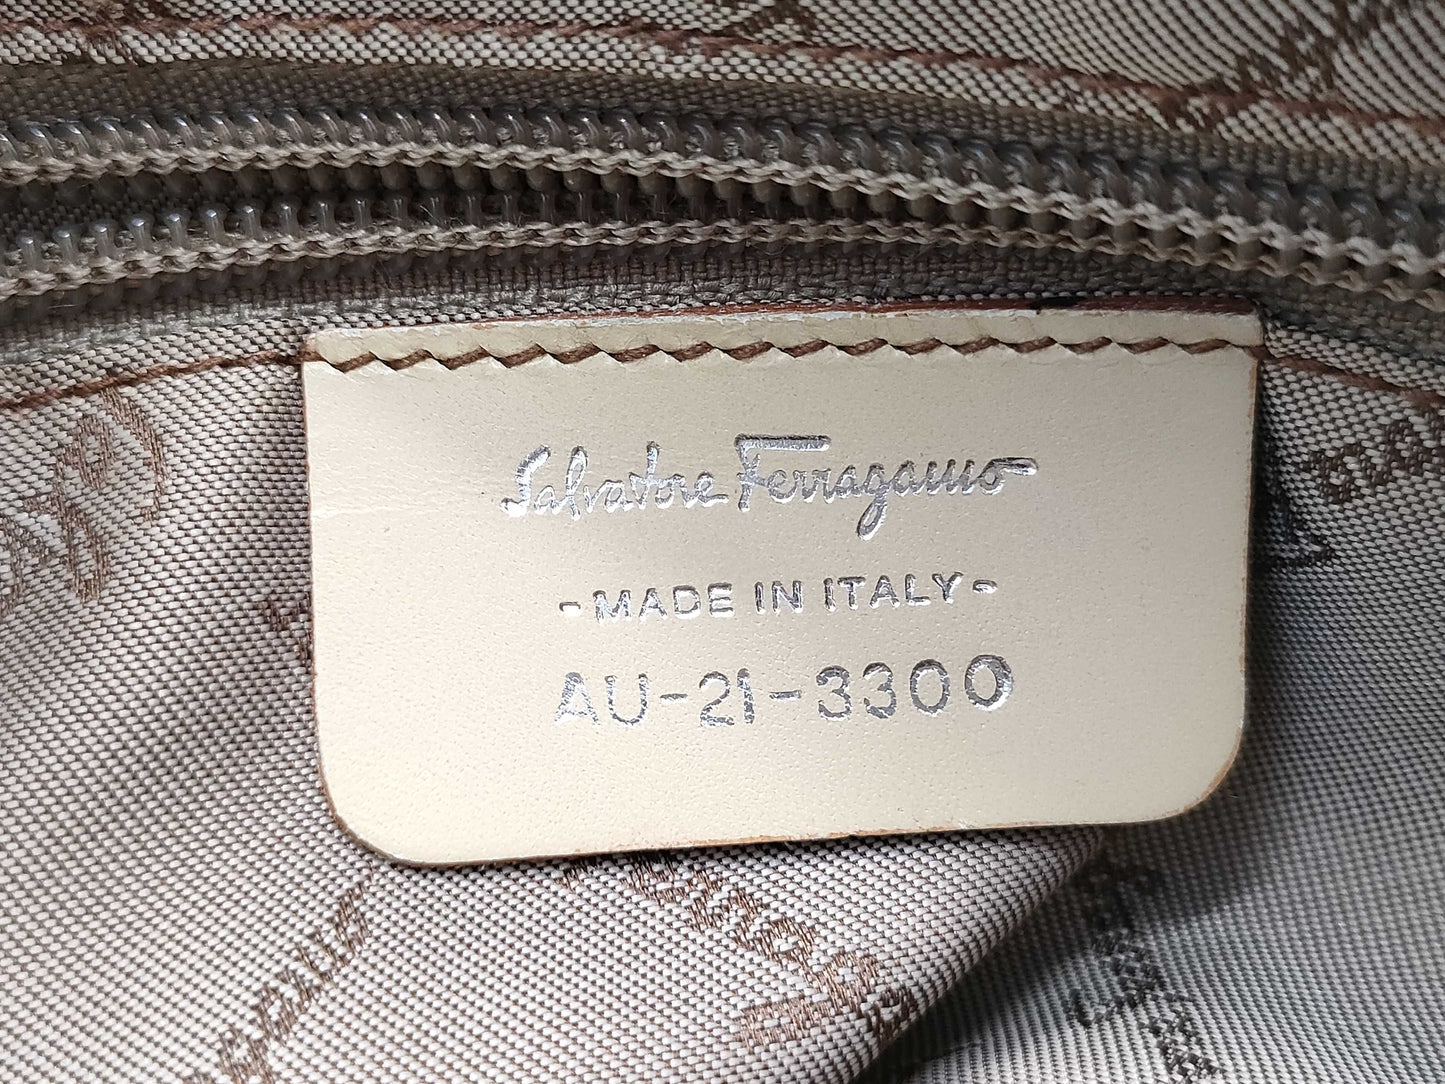 Salvatore Ferragamo
-MADE IN ITALY-
AU-21-3300